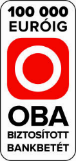 100 000
EURÓIG
OBA
BIZTOSÍTOTT
BANKBETÉT